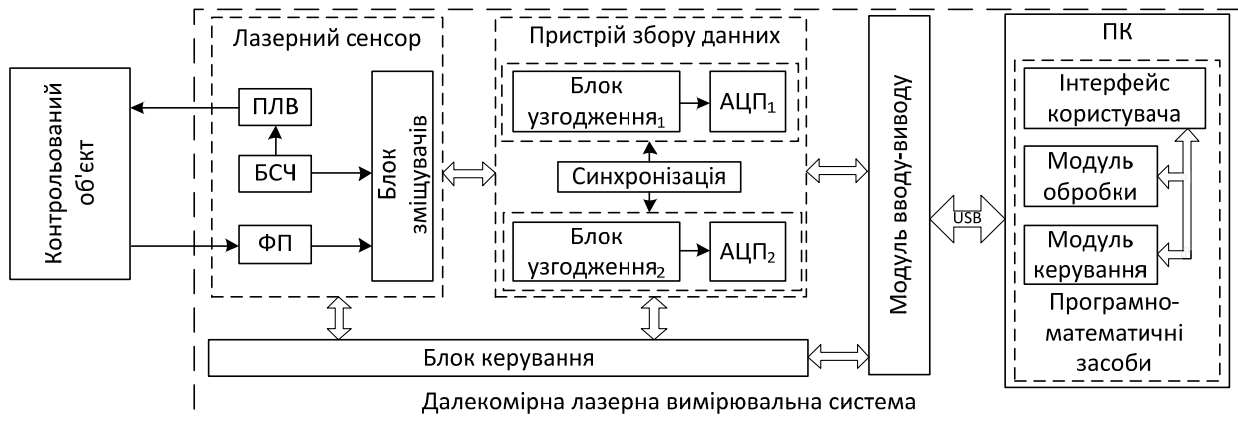 Контрольований
об'єкт
Лазерний сенсор
ПЛВ
БСЧ
ФП
Блок
зміщувачів
Пристрій збору данних
Блок
узгодження₁
АЦП₁
Синхронізація
Блок
узгодження₂
АЦП₂
Блок керування
Модуль вводу-виводу
USB
ПК
Інтерфейс
користувача
Модуль
обробки
Модуль
керування
Програмно-
математичні
засоби
Далекомірна лазерна вимірювальна система